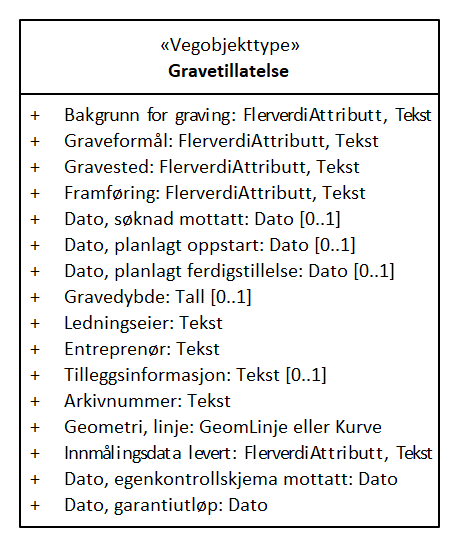 «Vegobjekttype»
Gravetillatelse
+ Bakgrunn for graving: FlerverdiAttributt, Tekst
+ Graveformål: FlerverdiAttributt, Tekst
+ Gravested: FlerverdiAttributt, Tekst
+ Framføring: FlerverdiAttributt, Tekst
+ Dato, søknad mottatt: Dato [0..1]
+ Dato, planlagt oppstart: Dato [0..1]
+ Dato, planlagt ferdigstillelse: Dato [0..1]
+ Gravedybde: Tall [0..1]
+ Ledningseier: Tekst
+ Entreprenør: Tekst
+ Tilleggsinformasjon: Tekst [0..1]
+ Arkivnummer: Tekst
+ Geometri, linje: GeomLinje eller Kurve
+ Innmålingsdata levert: FlerverdiAttributt, Tekst
+ Dato, egenkontrollskjema mottatt: Dato
+ Dato, garantiutløp: Dato